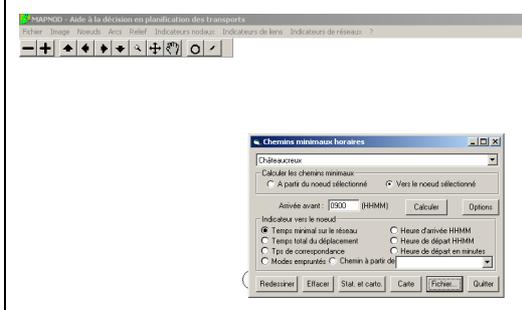 MAPNOD - Aide à la décision en planification des transports
Fichier Image Noeuds Arcs Relief Indicateurs nodaux Indicateurs de liens Indicateurs de réseaux ?
Chemins minimaux horaires
Châteaucreux
Calculer les chemins minimaux
A partir du noeud sélectionné Vers le noeud sélectionné
Arrivée avant : 0900 (HHMM) Calculer Options
Indicateur vers le noeud
Temps minimal sur le réseau Heure d'arrivée HHMM
Temps total du déplacement Heure de départ HHMM
Tps de correspondance Heure de départ en minutes
Modes empruntés Chemin à partir de
Redessiner Effacer Stat. et carto. Carte Fichier... Quitter